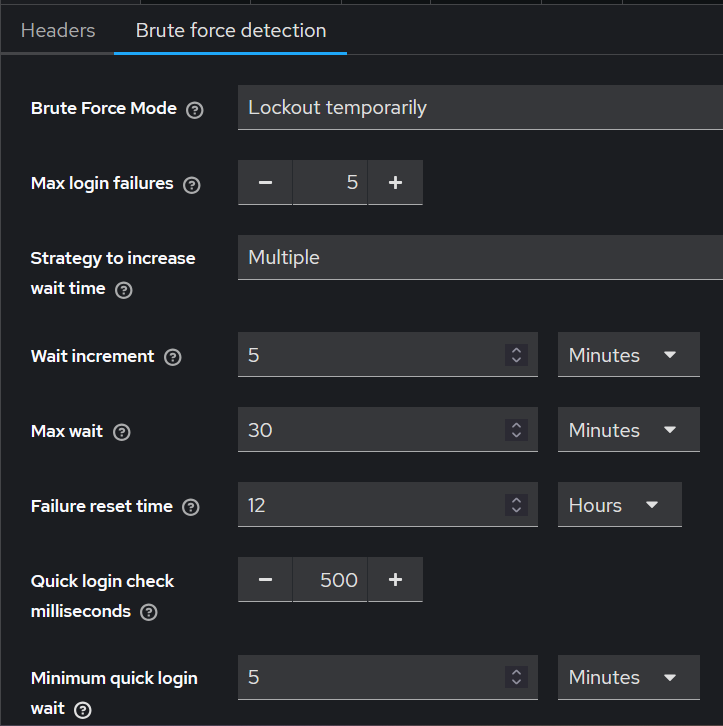 Headers Brute force detection
Brute Force Mode Lockout temporarily
Max login failures 5
Strategy to increase Multiple
wait time
Wait increment 5 Minutes
Max wait 30 Minutes
Failure reset time 12 Hours
Quick login check 500
milliseconds
Minimum quick login 5 Minutes
wait